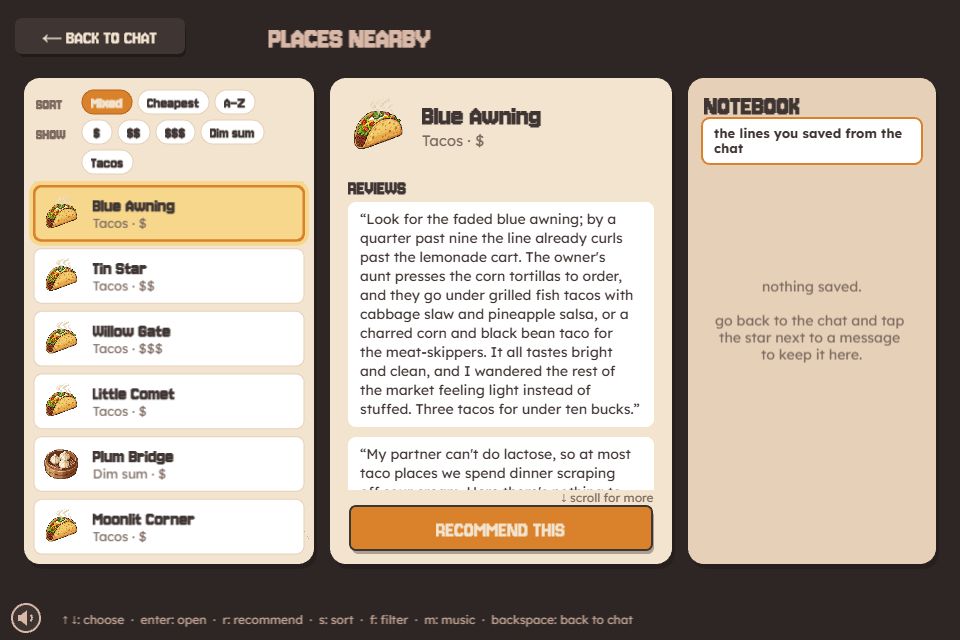 ← BACK TO CHAT
PLACES NEARBY
SORT
Mixed
Cheapest
A-Z
SHOW
$
$$
$$$
Dim sum
Tacos
Blue Awning
Tacos · $
Tin Star
Tacos · $$
Willow Gate
Tacos · $$$
Little Comet
Tacos · $
Plum Bridge
Dim sum · $
Moonlit Corner
Tacos · $
Blue Awning
Tacos · $
REVIEWS
“Look for the faded blue awning; by a
quarter past nine the line already curls
past the lemonade cart. The owner's
aunt presses the corn tortillas to order,
and they go under grilled fish tacos with
cabbage slaw and pineapple salsa, or a
charred corn and black bean taco for
the meat-skippers. It all tastes bright
and clean, and I wandered the rest of
the market feeling light instead of
stuffed. Three tacos for under ten bucks.”
“My partner can't do lactose, so at most
taco places we spend dinner scraping
↓ scroll for more
RECOMMEND THIS
NOTEBOOK
the lines you saved from the
chat
nothing saved.
go back to the chat and tap
the star next to a message
to keep it here.
↑ ↓: choose · enter: open · r: recommend · s: sort · f: filter · m: music · backspace: back to chat